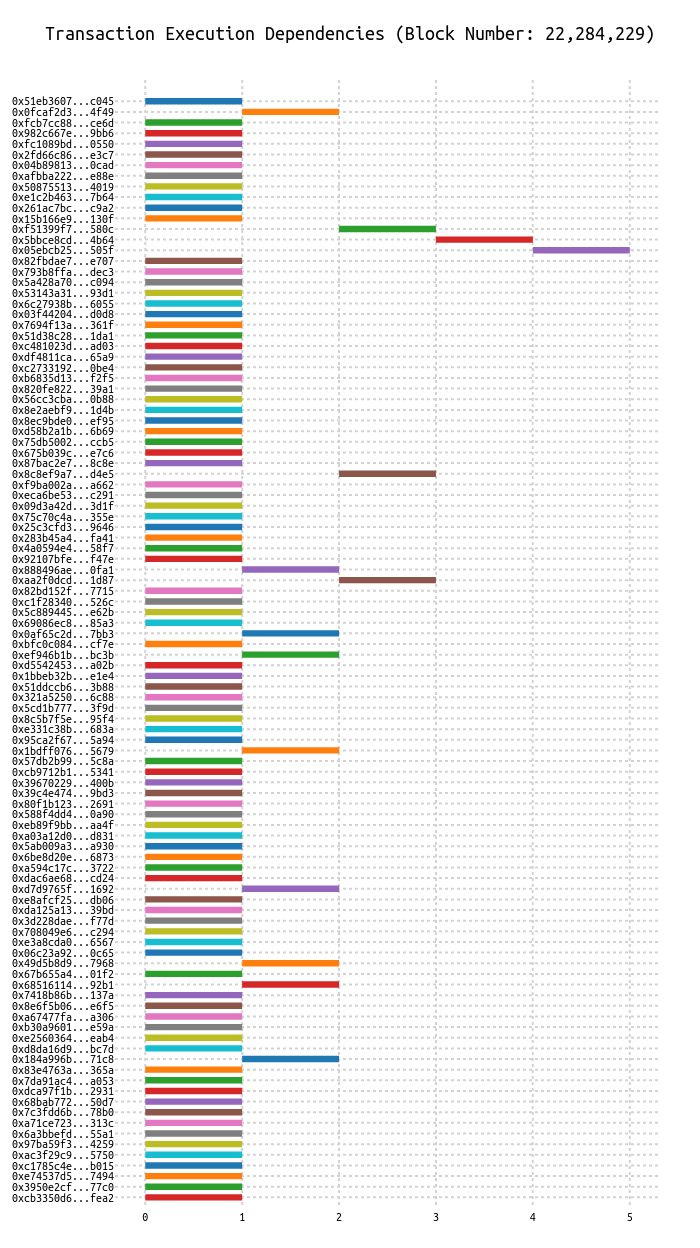 Transaction Execution Dependencies (Block Number: 22,284,229)
0x51eb3607...c045
0x0fcaf2d3...4f49
0xfcb7cc88...ce6d
0x982c667e...9bb6
0xfc1089bd...0550
0x2fd66c86...e3c7
0x04b89813...0cad
0xafbba222...e88e
0x50875513...4019
0xe1c2b463...7b64
0x261ac7bc...c9a2
0x15b166e9...130f
0xf51399f7...580c
0x5bbce8cd...4b64
0x05ebcb25...505f
0x82fbdae7...e707
0x793b8ffa...dec3
0x5a428a70...c094
0x53143a31...93d1
0x6c27938b...6055
0x03f44204...d0d8
0x7694f13a...361f
0x51d38c28...1da1
0xc481023d...ad03
0xdf4811ca...65a9
0xc2733192...0be4
0xb6835d13...f2f5
0x820fe822...39a1
0x56cc3cba...0b88
0x8e2aebf9...1d4b
0x8ec9bde0...ef95
0xd58b2a1b...6b69
0x75db5002...ccb5
0x675b039c...e7c6
0x87bac2e7...8c8e
0x8c8ef9a7...d4e5
0xf9ba002a...a662
0xeca6be53...c291
0x09d3a42d...3d1f
0x75c70c4a...355e
0x25c3cfd3...9646
0x283b45a4...fa41
0x4a0594e4...58f7
0x92107bfe...f47e
0x888496ae...0fa1
0xaa2f0dcd...1d87
0x82bd152f...7715
0xc1f28340...526c
0x5c889445...e62b
0x69086ec8...85a3
0x0af65c2d...7bb3
0xbfc0c084...cf7e
0xef946b1b...bc3b
0xd5542453...a02b
0x1bbeb32b...e1e4
0x51ddccb6...3b88
0x321a5250...6c88
0x5cd1b777...3f9d
0x8c5b7f5e...95f4
0xe331c38b...683a
0x95ca2f67...5a94
0x1bdff076...5679
0x57db2b99...5c8a
0xcb9712b1...5341
0x39670229...400b
0x39c4e474...9bd3
0x80f1b123...2691
0x588f4dd4...0a90
0xeb89f9bb...aa4f
0xa03a12d0...d831
0x5ab009a3...a930
0x6be8d20e...6873
0xa594c17c...3722
0xdac6ae68...cd24
0xd7d9765f...1692
0xe8afcf25...db06
0xda125a13...39bd
0x3d228dae...f77d
0x708049e6...c294
0xe3a8cda0...6567
0x06c23a92...0c65
0x49d5b8d9...7968
0x67b655a4...01f2
0x68516114...92b1
0x7418b86b...137a
0x8e6f5b06...e6f5
0xa67477fa...a306
0xb30a9601...e59a
0xe2560364...eab4
0xd8da16d9...bc7d
0x184a996b...71c8
0x83e4763a...365a
0x7da91ac4...a053
0xdca97f1b...2931
0x68bab772...50d7
0x7c3fdd6b...78b0
0xa71ce723...313c
0x6a3bbefd...55a1
0x97ba59f3...4259
0xac3f29c9...5750
0xc1785c4e...b015
0xe74537d5...7494
0x3950e2cf...77c0
0xcb3350d6...fea2
0 1 2 3 4 5